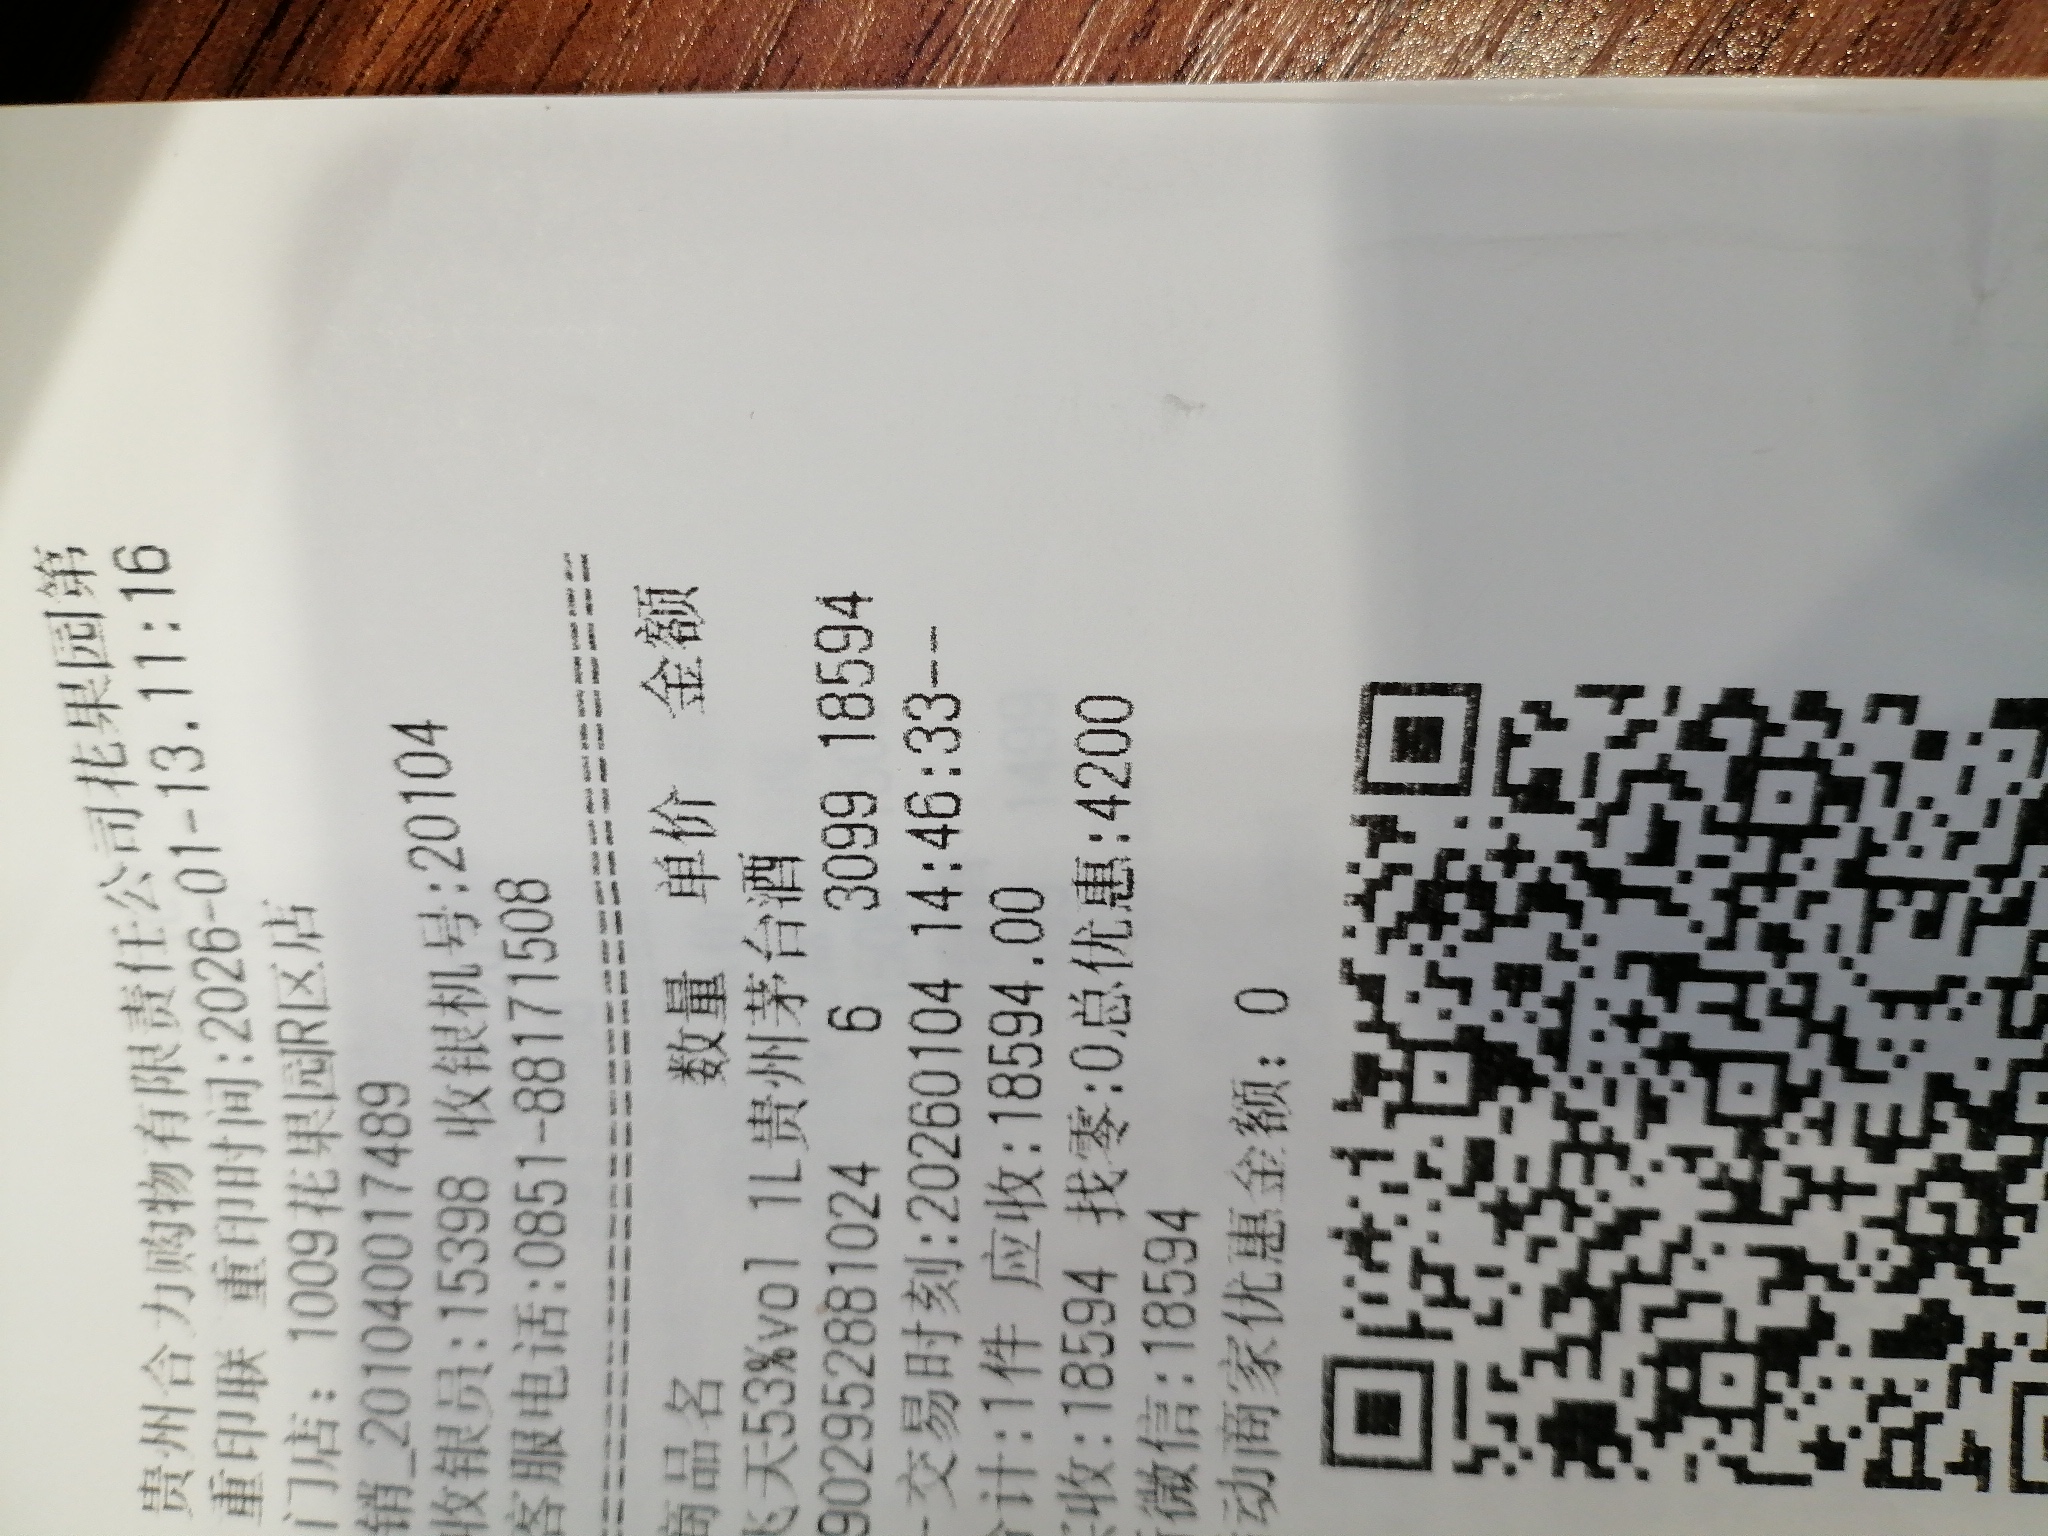 贵州合力购物有限责任公司花果园第
重印联 重印时间:2026-01-13.11:16
门店: 1009花果园R区店
销_2010400174489
收银员:15398 收银机号:20104
客服电话:0851-88171508
商品名 数量 单价 金额
飞天53%vol 1L贵州茅台酒
902952881024 6 3099 18594
-交易时刻:20260104 14:46:33--
合计:1件 应收:18594.00
实收:18594 找零:0总优惠:4200
微信:18594
动商家优惠金额: 0